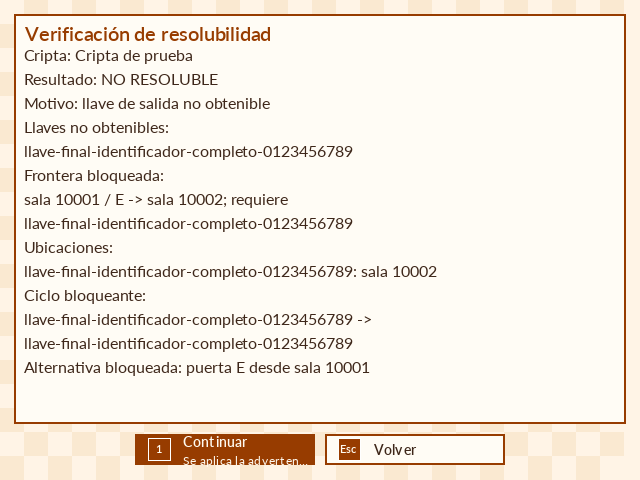 Verificación de resolubilidad
Cripta: Cripta de prueba
Resultado: NO RESOLUBLE
Motivo: llave de salida no obtenible
Llaves no obtenibles:
llave-final-identificador-completo-0123456789
Frontera bloqueada:
sala 10001 / E -> sala 10002; requiere
llave-final-identificador-completo-0123456789
Ubicaciones:
llave-final-identificador-completo-0123456789: sala 10002
Ciclo bloqueante:
llave-final-identificador-completo-0123456789 ->
llave-final-identificador-completo-0123456789
Alternativa bloqueada: puerta E desde sala 10001
1 Continuar
Se aplica la adverten...
Esc Volver